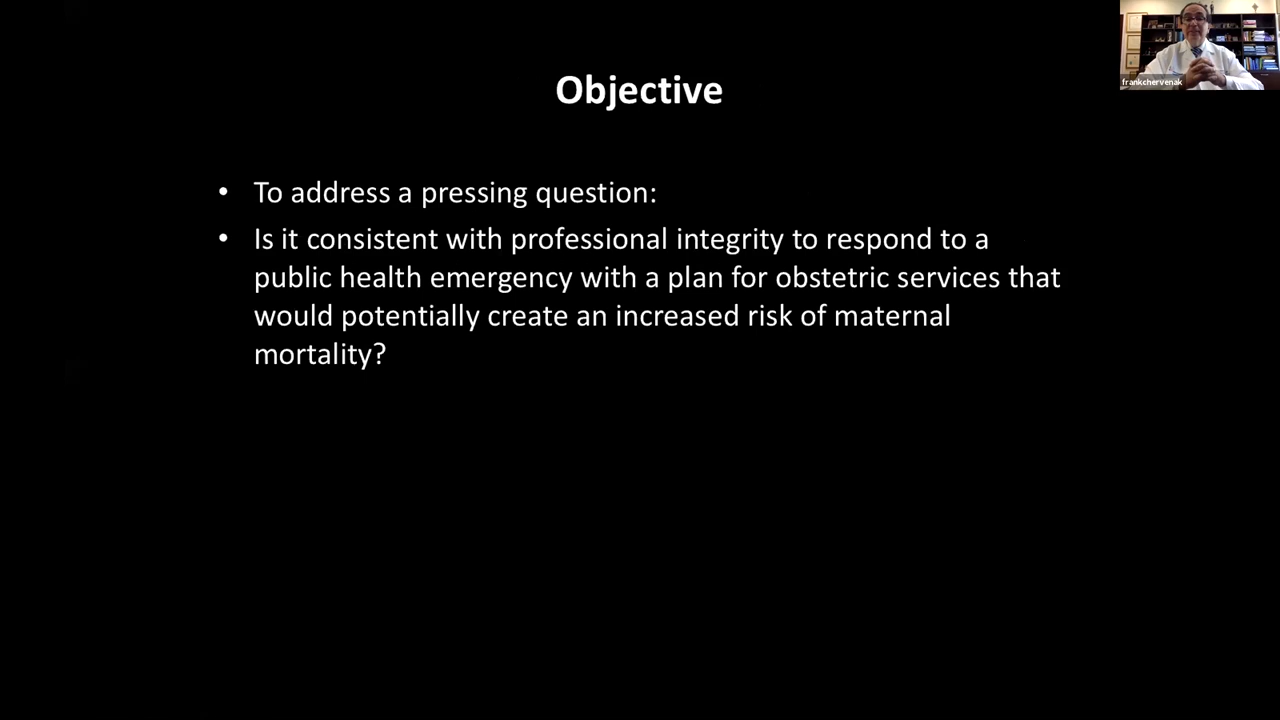 frankchervenak
Objective
• To address a pressing question:
• Is it consistent with professional integrity to respond to a
public health emergency with a plan for obstetric services that
would potentially create an increased risk of maternal
mortality?